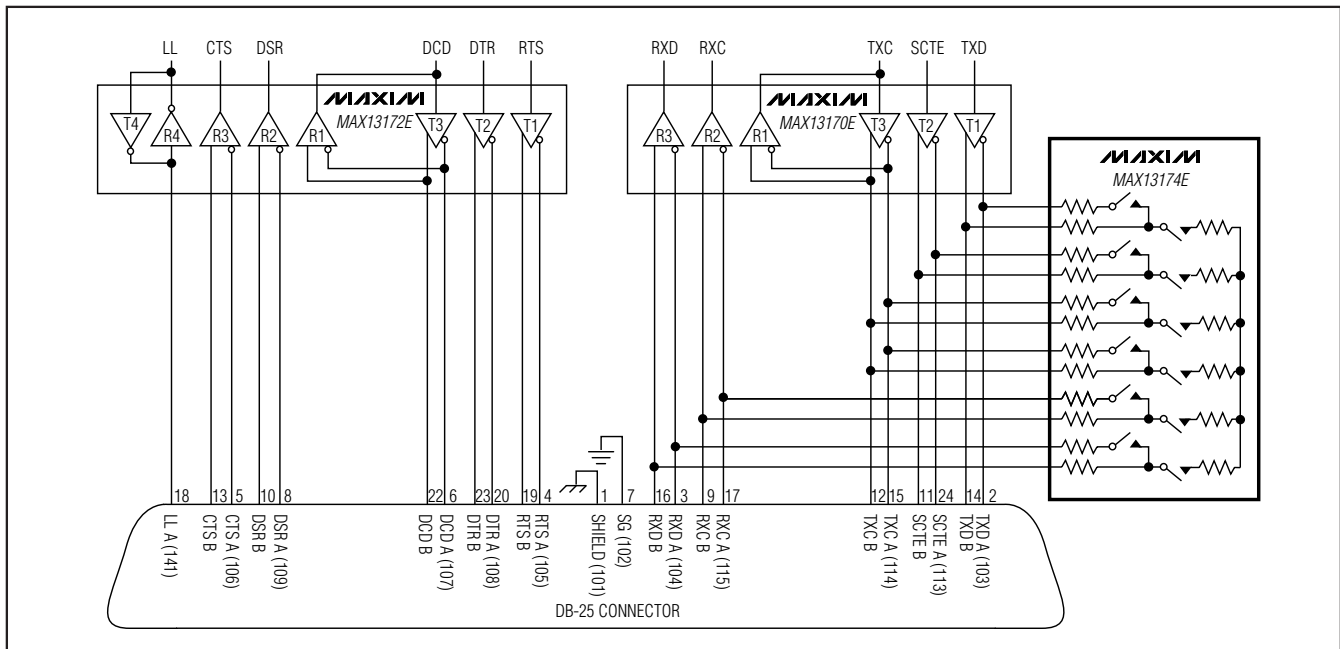 LL CTS DSR DCD DTR RTS RXD RXC TXC SCTE TXD
MAXIM
MAX13172E
T4 R4 R3 R2 R1 T3 T2 T1
MAXIM
MAX13170E
R3 R2 R1 T3 T2 T1
MAXIM
MAX13174E
18 13 5 10 8 22 6 23 20 19 4 1 7 16 3 9 17 12 15 11 24 14 2
LL A (141)
CTS B
CTS A (106)
DSR B
DSR A (109)
DCD B
DCD A (107)
DTR B
DTR A (108)
RTS B
RTS A (105)
SHIELD (101)
SG (102)
RXD B
RXD A (104)
RXC B
RXC A (115)
TXC B
TXC A (114)
SCTE B
SCTE A (113)
TXD B
TXD A (103)
DB-25 CONNECTOR